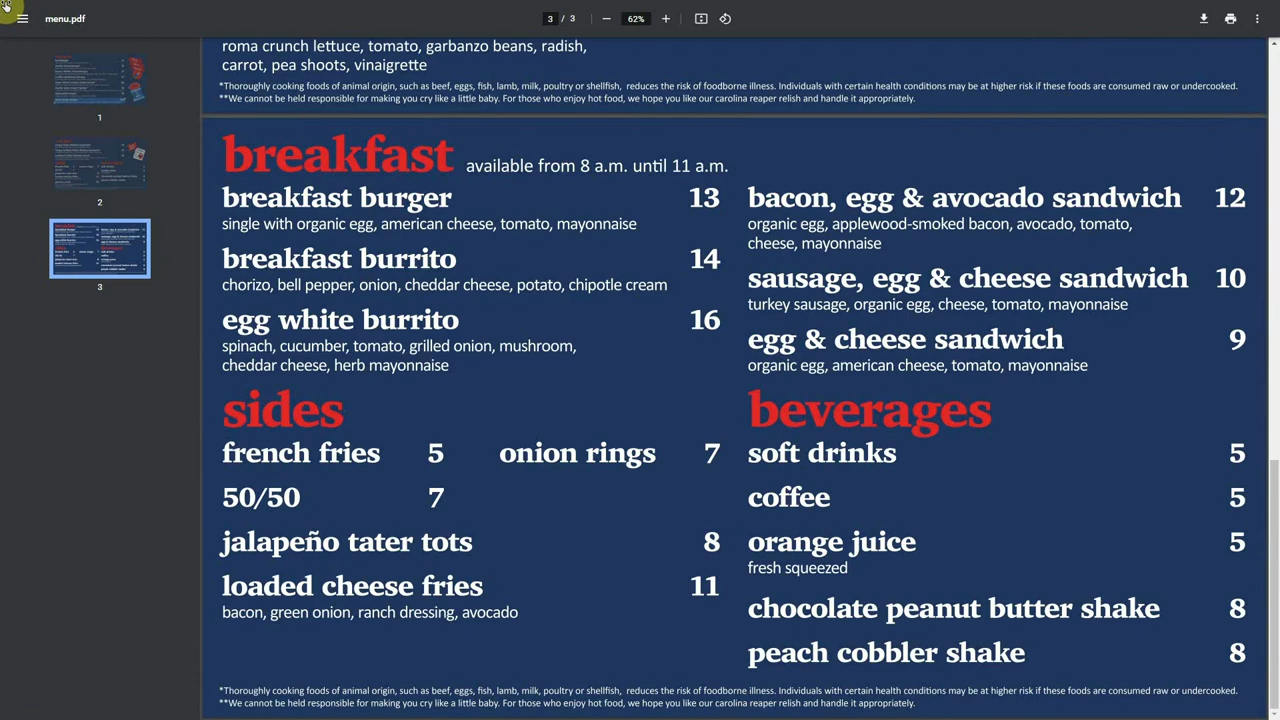 menu.pdf
3 / 3
62%
roma crunch lettuce, tomato, garbanzo beans, radish,
carrot, pea shoots, vinaigrette
*Thoroughly cooking foods of animal origin, such as beef, eggs, fish, lamb, milk, poultry or shellfish, reduces the risk of foodborne illness. Individuals with certain health conditions may be at higher risk if these foods are consumed raw or undercooked.
**We cannot be held responsible for making you cry like a little baby. For those who enjoy hot food, we hope you like our carolina reaper relish and handle it appropriately.
1
2
3
breakfast available from 8 a.m. until 11 a.m.
breakfast burger 13
single with organic egg, american cheese, tomato, mayonnaise
breakfast burrito 14
chorizo, bell pepper, onion, cheddar cheese, potato, chipotle cream
egg white burrito 16
spinach, cucumber, tomato, grilled onion, mushroom,
cheddar cheese, herb mayonnaise
bacon, egg & avocado sandwich 12
organic egg, applewood-smoked bacon, avocado, tomato,
cheese, mayonnaise
sausage, egg & cheese sandwich 10
turkey sausage, organic egg, cheese, tomato, mayonnaise
egg & cheese sandwich 9
organic egg, american cheese, tomato, mayonnaise
sides
french fries 5 onion rings 7
50/50 7
jalapeño tater tots 8
loaded cheese fries 11
bacon, green onion, ranch dressing, avocado
beverages
soft drinks 5
coffee 5
orange juice 5
fresh squeezed
chocolate peanut butter shake 8
peach cobbler shake 8
*Thoroughly cooking foods of animal origin, such as beef, eggs, fish, lamb, milk, poultry or shellfish, reduces the risk of foodborne illness. Individuals with certain health conditions may be at higher risk if these foods are consumed raw or undercooked.
**We cannot be held responsible for making you cry like a little baby. For those who enjoy hot food, we hope you like our carolina reaper relish and handle it appropriately.